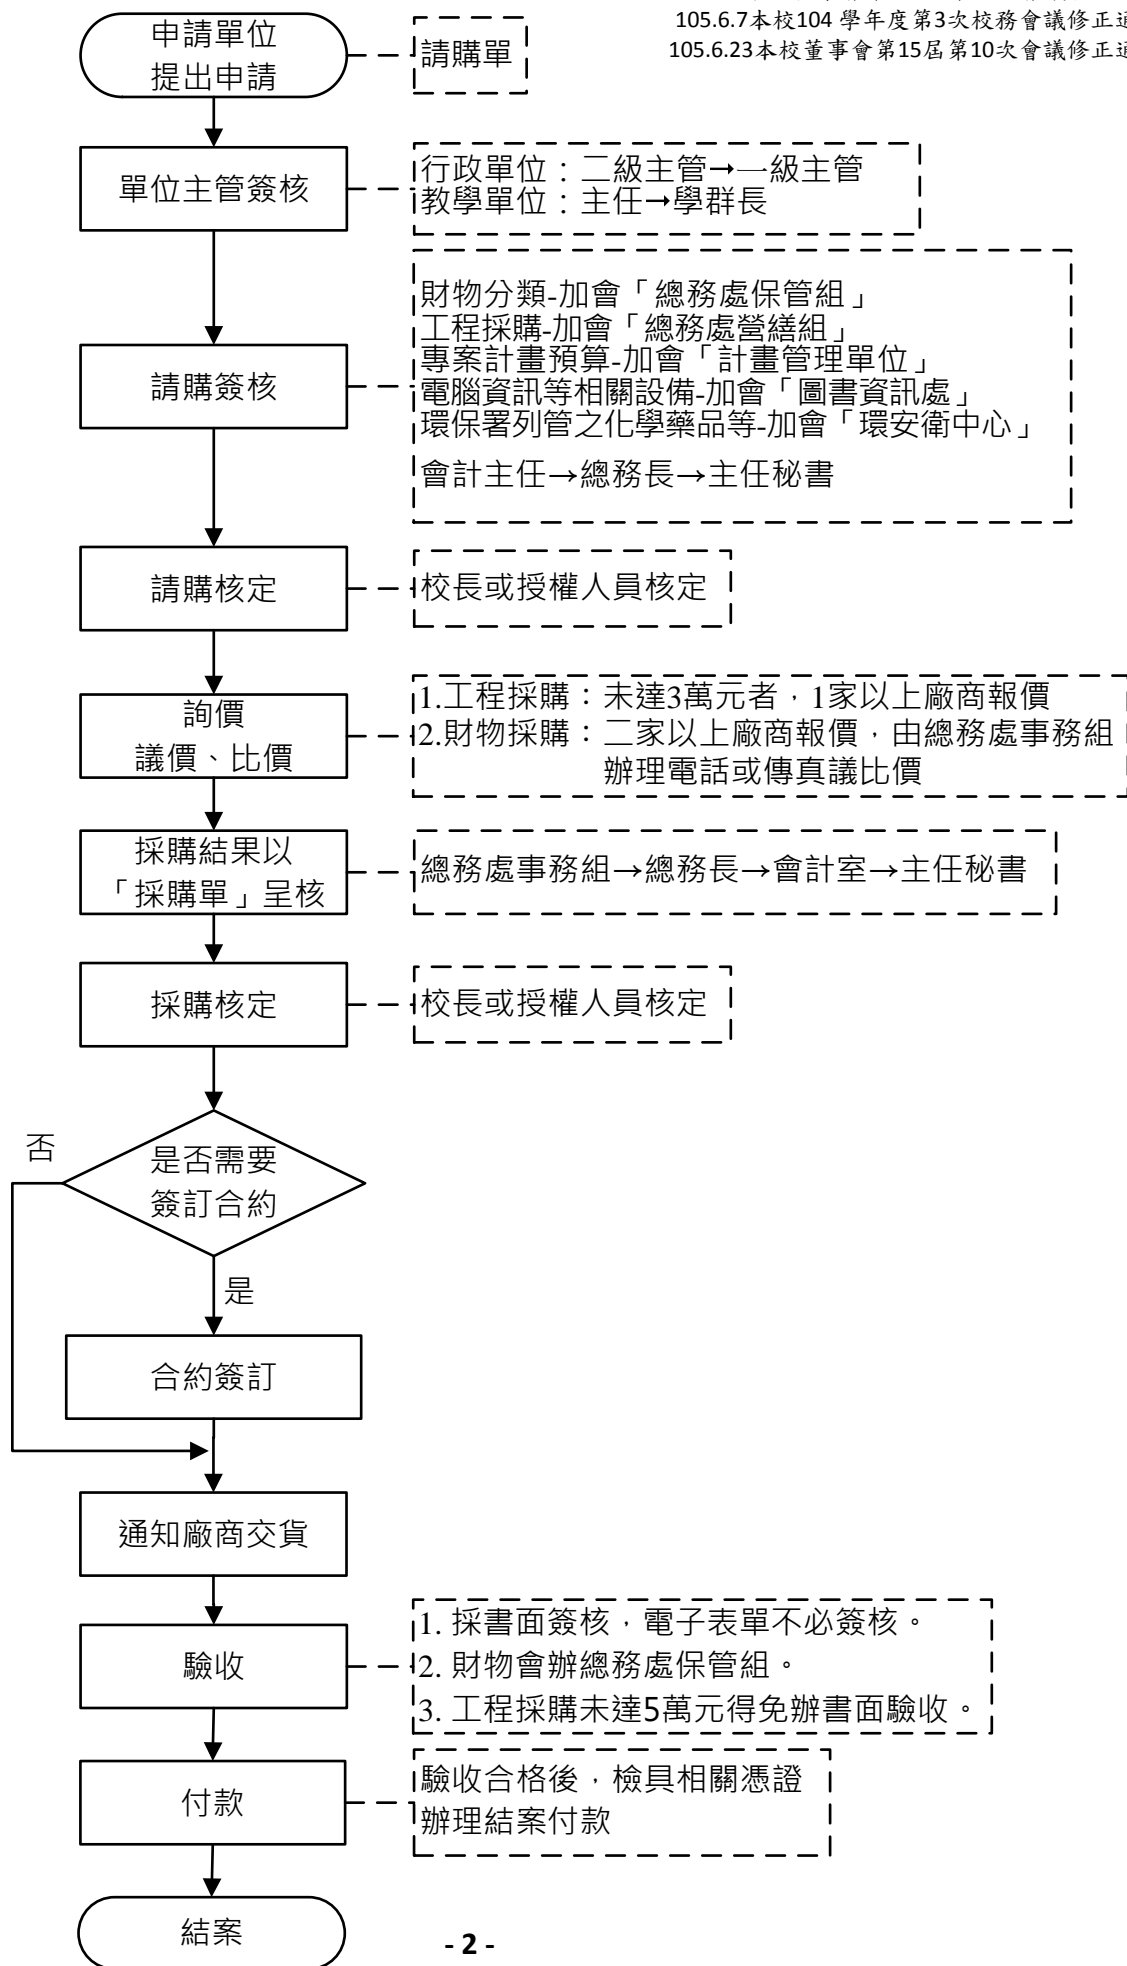 105.6.7本校104 學年度第3次校務會議修正
105.6.23本校董事會第15屆第10次會議修正
申請單位
提出申請
請購單
單位主管簽核
行政單位：二級主管→一級主管
教學單位：主任→學群長
請購簽核
財物分類-加會「總務處保管組」
工程採購-加會「總務處營繕組」
專案計畫預算-加會「計畫管理單位」
電腦資訊等相關設備-加會「圖書資訊處」
環保署列管之化學藥品等-加會「環安衛中心」
會計主任→總務長→主任秘書
請購核定
校長或授權人員核定
詢價
議價、比價
1.工程採購：未達3萬元者，1家以上廠商報價
2.財物採購：二家以上廠商報價，由總務處事務組
辦理電話或傳真議比價
採購結果以
「採購單」呈核
總務處事務組→總務長→會計室→主任秘書
採購核定
校長或授權人員核定
是否需要
簽訂合約
否
是
合約簽訂
通知廠商交貨
驗收
1. 採書面簽核，電子表單不必簽核。
2. 財物會辦總務處保管組。
3. 工程採購未達5萬元得免辦書面驗收。
付款
驗收合格後，檢具相關憑證
辦理結案付款
結案
- 2 -